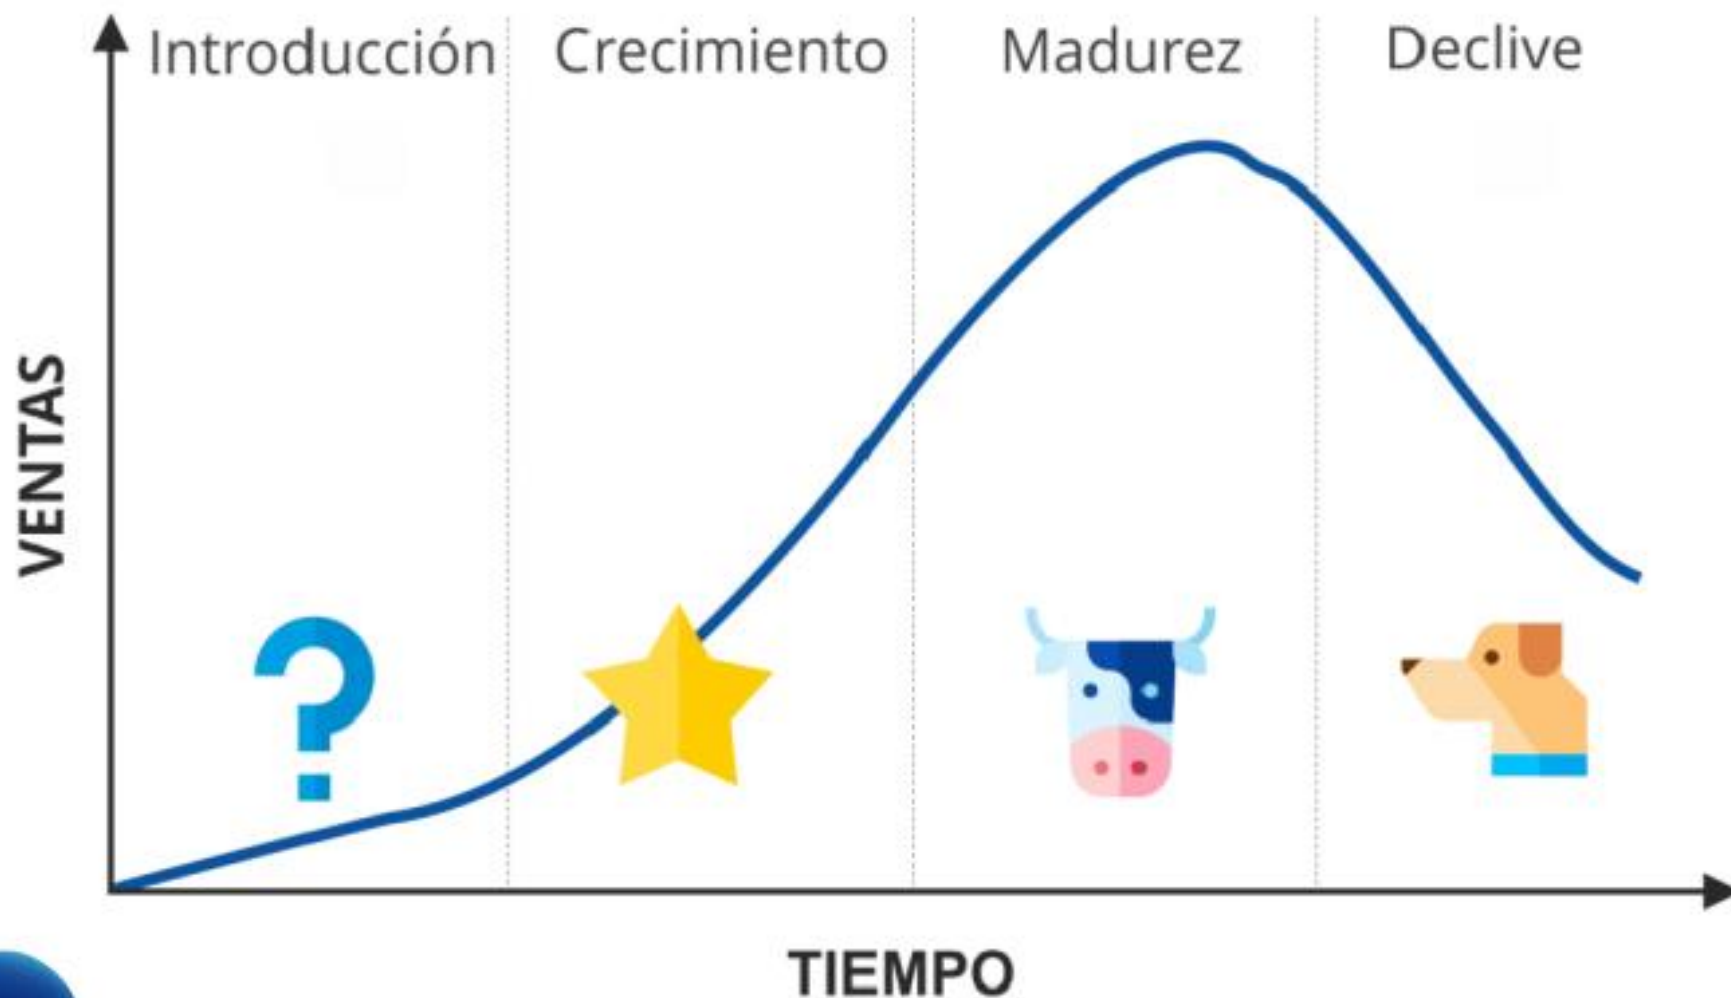 Introducción
Crecimiento
Madurez
Declive
VENTAS
TIEMPO